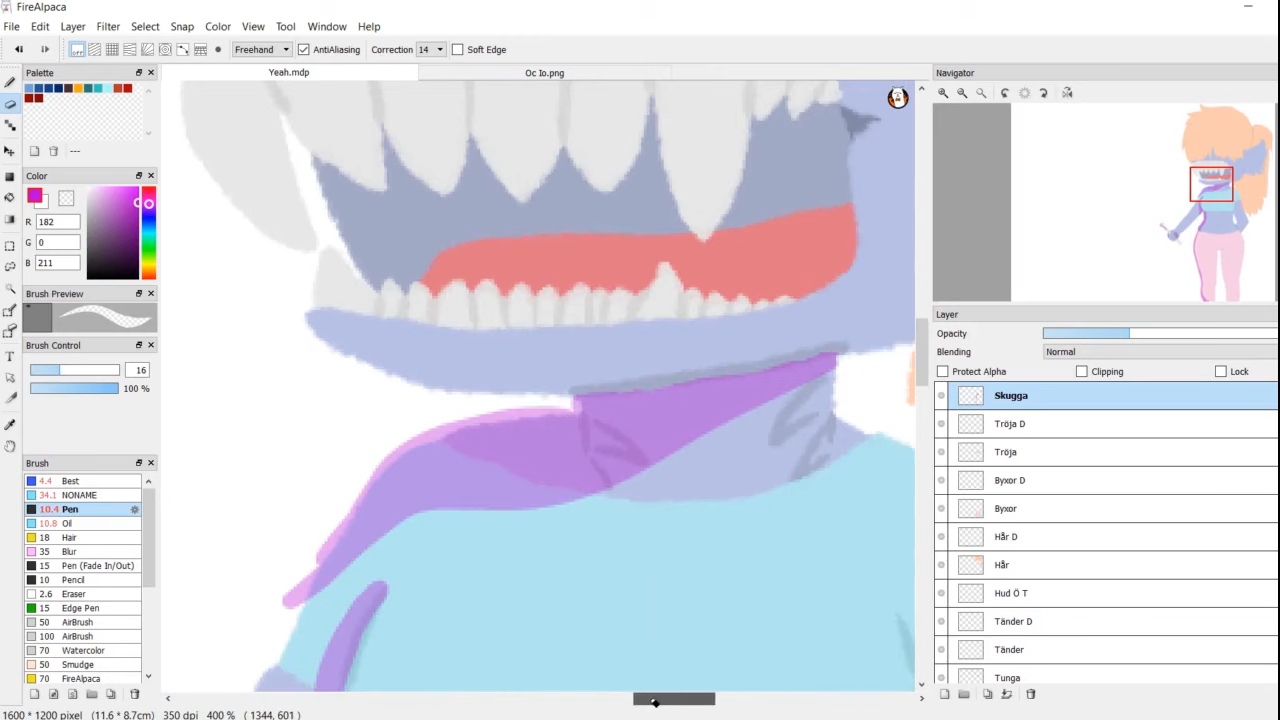 FireAlpaca
File Edit Layer Filter Select Snap Color View Tool Window Help
OFF Freehand AntiAliasing Correction 14 Soft Edge
Palette
Yeah.mdp Oc Io.png
Navigator
---
Color
R 182
G 0
B 211
Brush Preview
Brush Control
16
100 %
Brush
4.4 Best
34.1 NONAME
10.4 Pen
10.8 Oil
18 Hair
35 Blur
15 Pen (Fade In/Out)
10 Pencil
2.6 Eraser
15 Edge Pen
50 AirBrush
100 AirBrush
70 Watercolor
50 Smudge
70 FireAlpaca
Layer
Opacity
Blending Normal
Protect Alpha Clipping Lock
Skugga
Tröja D
Tröja
Byxor D
Byxor
Hår D
Hår
Hud Ö T
Tänder D
Tänder
Tunga
1600 * 1200 pixel (11.6 * 8.7cm) 350 dpi 400 % ( 1344, 601 )